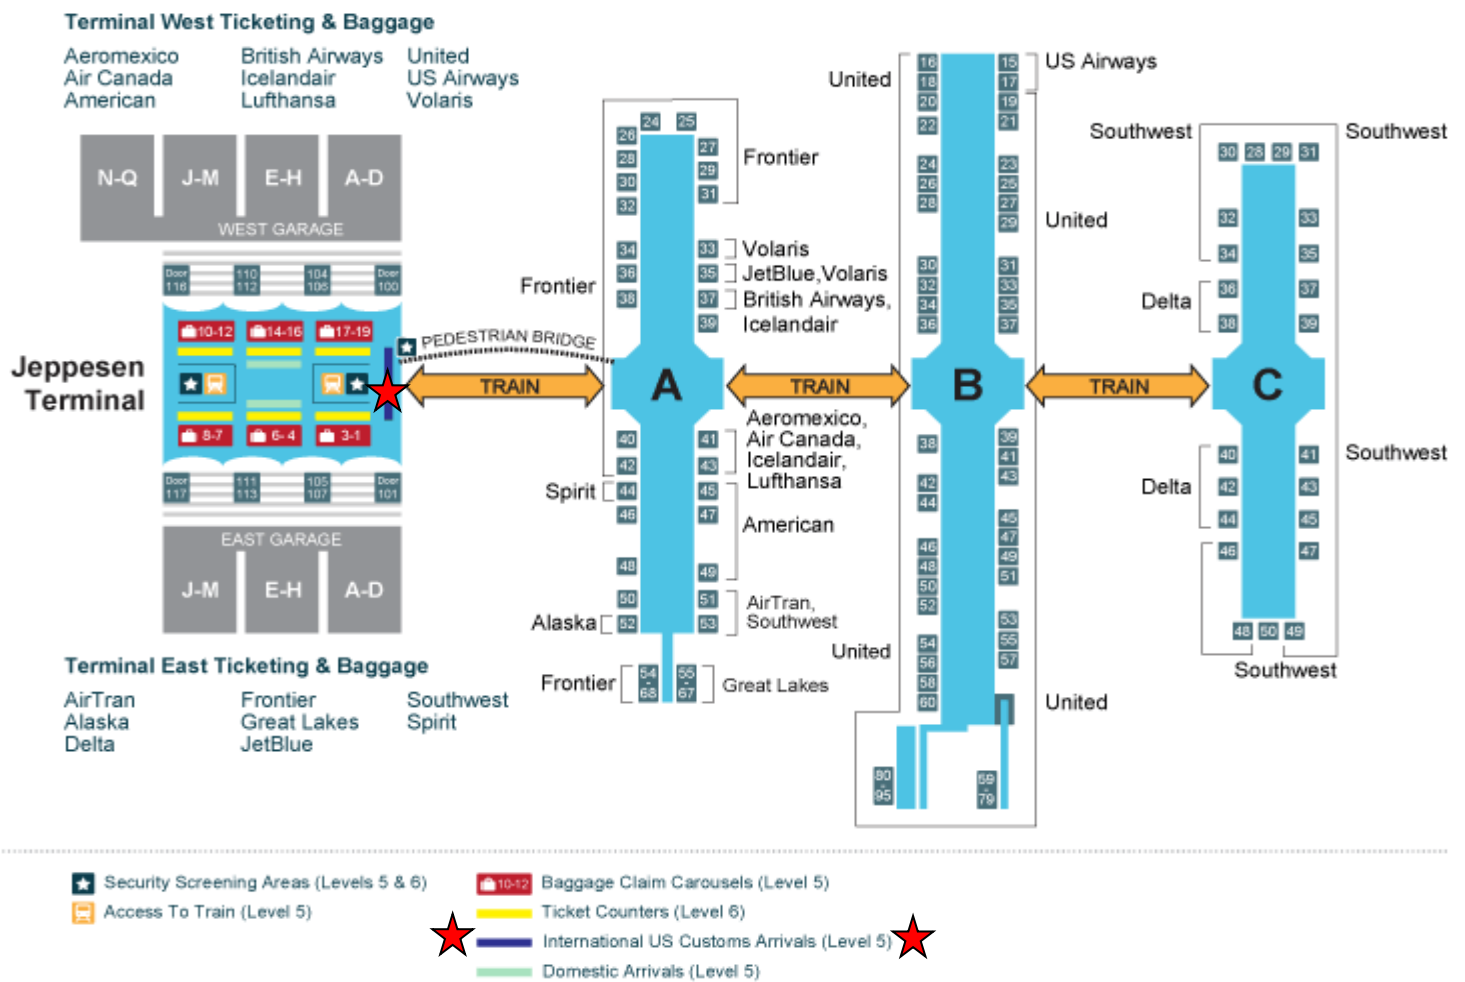 Terminal West Ticketing & Baggage
Aeromexico British Airways United
Air Canada Icelandair US Airways
American Lufthansa Volaris
N-Q J-M E-H A-D
WEST GARAGE
Door 116
110 112
104 106
Door 100
10-12 14-16 17-19
Jeppesen
Terminal
8-7 6-4 3-1
Door 117
111 113
105 107
Door 101
EAST GARAGE
J-M E-H A-D
Terminal East Ticketing & Baggage
AirTran Frontier Southwest
Alaska Great Lakes Spirit
Delta JetBlue
PEDESTRIAN BRIDGE
TRAIN
24 25
26 27
28 29
30 31
32
Frontier
34 33 Volaris
36 35 JetBlue,Volaris
Frontier
38 37 British Airways,
39 Icelandair
A
Aeromexico,
40 41 Air Canada,
42 43 Icelandair,
Lufthansa
Spirit 44 45
46 47 American
48 49
50 51 AirTran,
Alaska 52 53 Southwest
Frontier 54 - 68 55 - 67 Great Lakes
TRAIN
United
16 15 US Airways
18 17
20 19
22 21
24 23
26 25
28 27
29
United
30 31
32 33
34 35
36 37
B
38 39
41
42 43
44 45
47
46 49
48 51
50
52 53
54 55
56 57
58
60
United
United
80 - 95 59 - 79
TRAIN
Southwest Southwest
30 28 29 31
32 33
34 35
Delta
36 37
38 39
C
40 41 Southwest
Delta
42 43
44 45
46 47
48 50 49
Southwest
Security Screening Areas (Levels 5 & 6)
Access To Train (Level 5)
10-12 Baggage Claim Carousels (Level 5)
Ticket Counters (Level 6)
International US Customs Arrivals (Level 5)
Domestic Arrivals (Level 5)